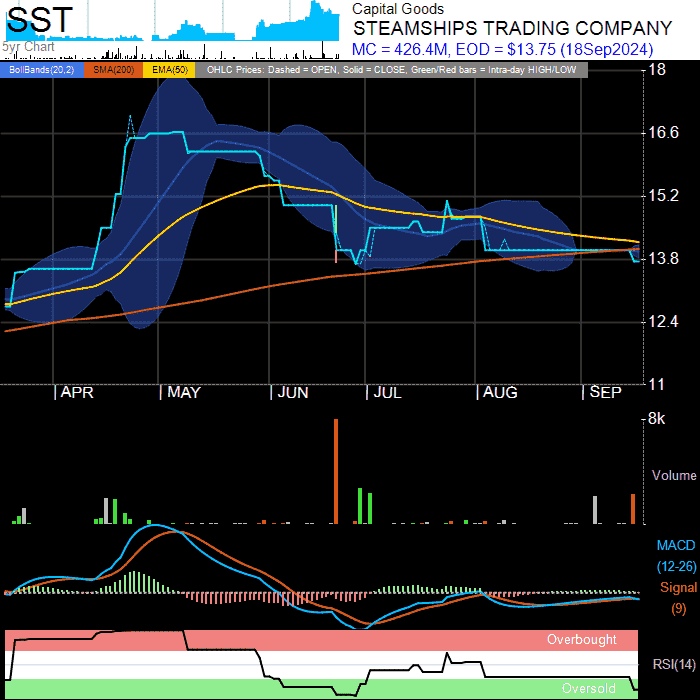 SST
Capital Goods
STEAMSHIPS TRADING COMPANY
5yr Chart
MC = 426.4M, EOD = $13.75 (18Sep2024)
BollBands(20,2) SMA(200) EMA(50) OHLC Prices: Dashed = OPEN, Solid = CLOSE, Green/Red bars = Intra-day HIGH/LOW
18
16.6
15.2
13.8
12.4
11
APR MAY JUN JUL AUG SEP
8k
Volume
MACD
(12-26)
Signal
(9)
Overbought
RSI(14)
Oversold